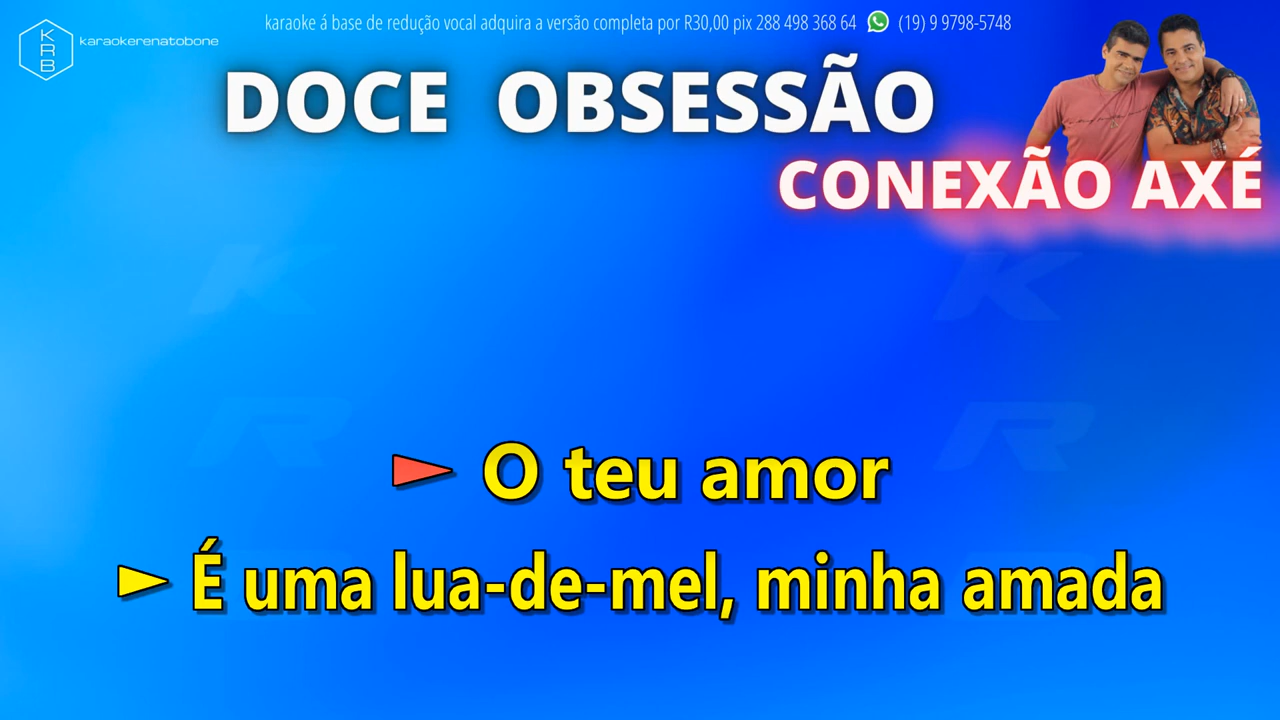 karaoke á base de redução vocal adquira a versão completa por R30,00 pix 288 498 368 64 (19) 9 9798-5748
K
R
B
karaokerenatobone
DOCE OBSESSÃO
CONEXÃO AXÉ
K K
R R
► O teu amor
► É uma lua-de-mel, minha amada